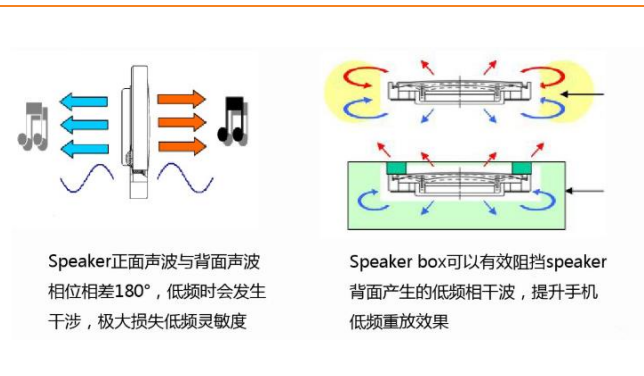 Speaker正面声波与背面声波
相位相差180°，低频时会发生
干涉，极大损失低频灵敏度
Speaker box可以有效阻挡speaker
背面产生的低频相干波，提升手机
低频重放效果